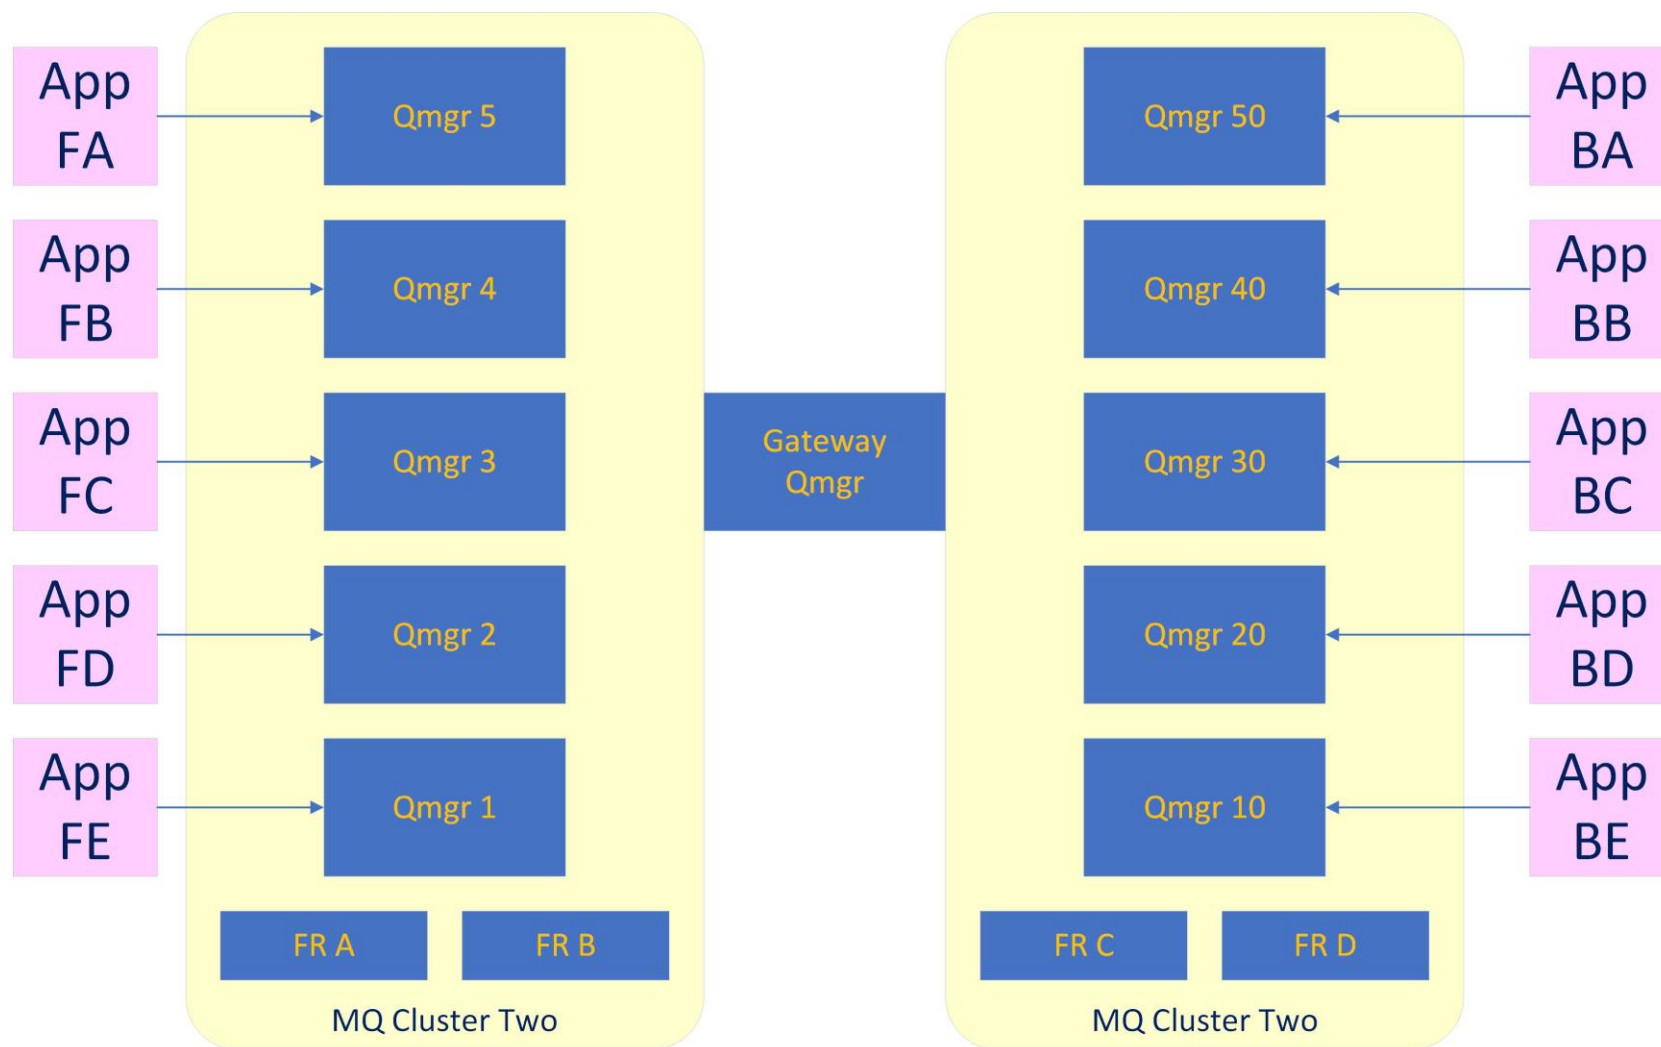 App
FA
Qmgr 5
Qmgr 50
App
BA
App
FB
Qmgr 4
Qmgr 40
App
BB
App
FC
Qmgr 3
Gateway
Qmgr
Qmgr 30
App
BC
App
FD
Qmgr 2
Qmgr 20
App
BD
App
FE
Qmgr 1
Qmgr 10
App
BE
FR A
FR B
FR C
FR D
MQ Cluster Two
MQ Cluster Two